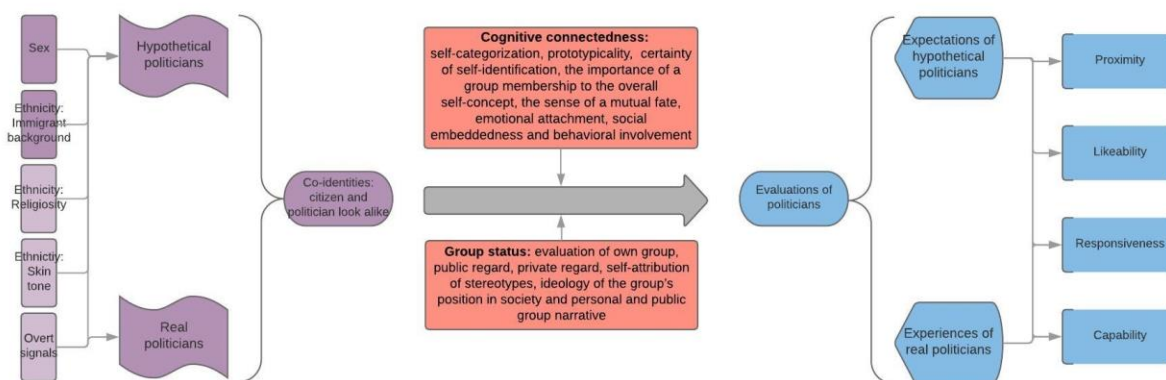 Sex
Ethnicity:
Immigrant
background
Ethnicity:
Religiosity
Ethnictiy:
Skin
tone
Overt
signals
Hypothetical
politicians
Real
politicians
Co-identities:
citizen and
politician look alike
Cognitive connectedness:
self-categorization, prototypicality, certainty
of self-identification, the importance of a
group membership to the overall
self-concept, the sense of a mutual fate,
emotional attachment, social
embeddedness and behavioral involvement
Group status: evaluation of own group,
public regard, private regard, self-attribution
of stereotypes, ideology of the group's
position in society and personal and public
group narrative
Evaluations of
politicians
Expectations of
hypothetical
politicians
Experiences of
real politicians
Proximity
Likeability
Responsiveness
Capability